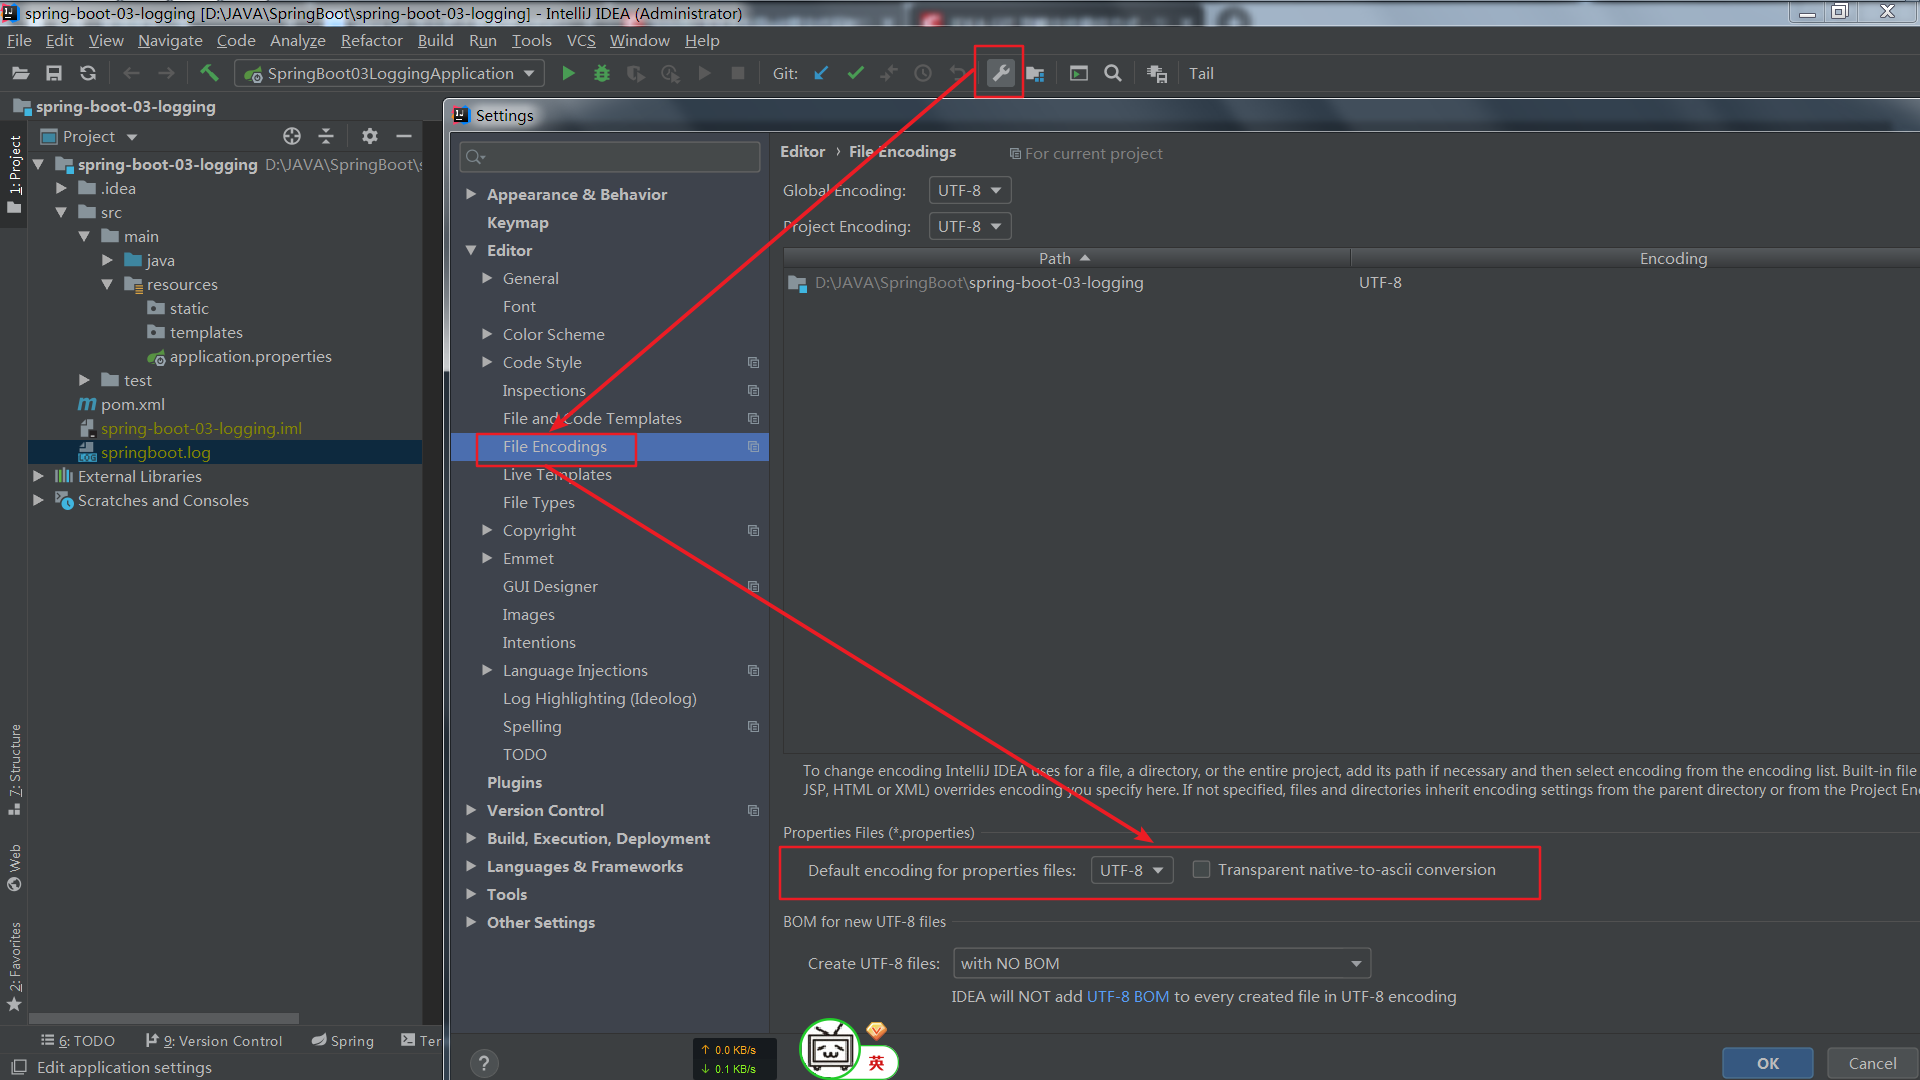 spring-boot-03-logging [D:\JAVA\SpringBoot\spring-boot-03-logging] - IntelliJ IDEA (Administrator)
File Edit View Navigate Code Analyze Refactor Build Run Tools VCS Window Help
SpringBoot03LoggingApplication Git: Tail
spring-boot-03-logging
Project
1: Project
spring-boot-03-logging D:\JAVA\SpringBoot\s
.idea
src
main
java
resources
static
templates
application.properties
test
pom.xml
spring-boot-03-logging.iml
springboot.log
External Libraries
Scratches and Consoles
7: Structure
Web
2: Favorites
Settings
Appearance & Behavior
Keymap
Editor
General
Font
Color Scheme
Code Style
Inspections
File and Code Templates
File Encodings
Live Templates
File Types
Copyright
Emmet
GUI Designer
Images
Intentions
Language Injections
Log Highlighting (Ideolog)
Spelling
TODO
Plugins
Version Control
Build, Execution, Deployment
Languages & Frameworks
Tools
Other Settings
Editor › File Encodings For current project
Global Encoding: UTF-8
Project Encoding: UTF-8
Path Encoding
D:\JAVA\SpringBoot\spring-boot-03-logging UTF-8
To change encoding IntelliJ IDEA uses for a file, a directory, or the entire project, add its path if necessary and then select encoding from the encoding list. Built-in file
JSP, HTML or XML) overrides encoding you specify here. If not specified, files and directories inherit encoding settings from the parent directory or from the Project En
Properties Files (*.properties)
Default encoding for properties files: UTF-8 Transparent native-to-ascii conversion
BOM for new UTF-8 files
Create UTF-8 files: with NO BOM
IDEA will NOT add UTF-8 BOM to every created file in UTF-8 encoding
6: TODO 9: Version Control Spring Ter
Edit application settings
?
↑ 0.0 KB/s
↓ 0.1 KB/s
英
OK Cancel